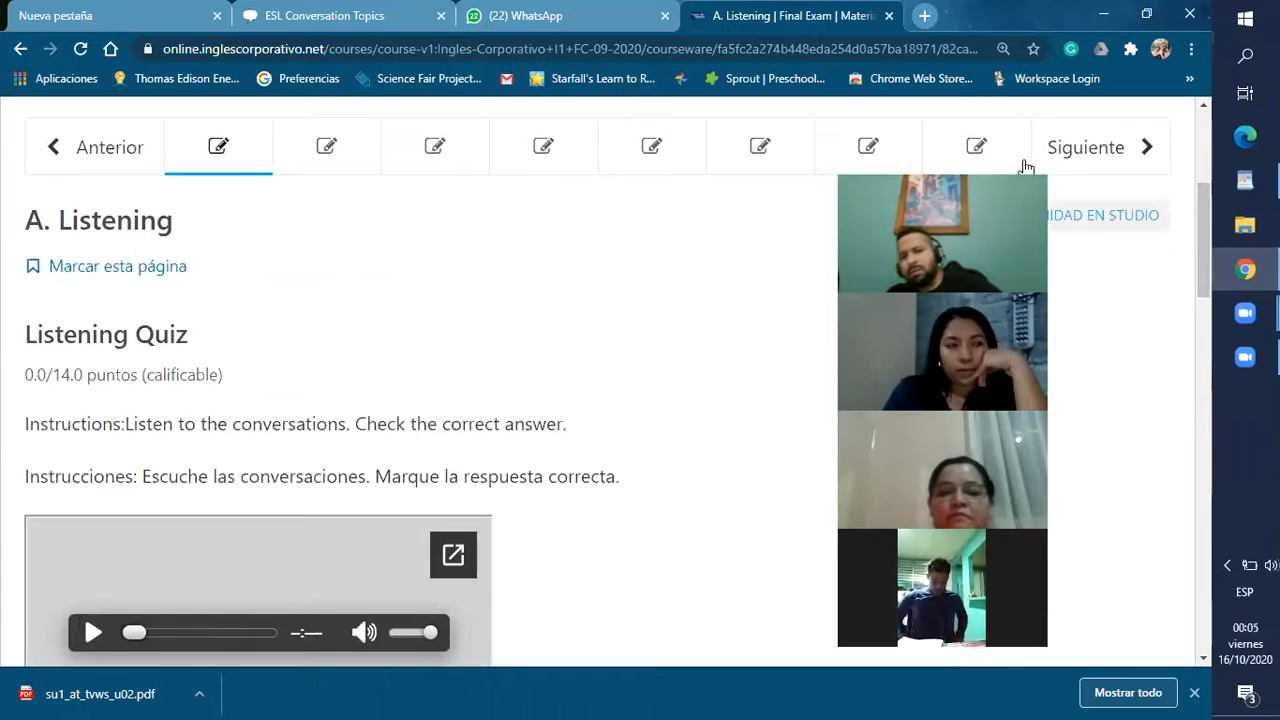 Nueva pestaña
ESL Conversation Topics
(22) WhatsApp
A. Listening | Final Exam | Materia
online.inglescorporativo.net/courses/course-v1:Ingles-Corporativo+I1+FC-09-2020/courseware/fa5fc2a274b448eda254d0a57ba18971/82ca...
Aplicaciones
Thomas Edison Ene...
Preferencias
Science Fair Project...
Starfall's Learn to R...
Sprout | Preschool...
Chrome Web Store...
Workspace Login
»
Anterior
Siguiente
A. Listening
IDAD EN STUDIO
Marcar esta página
Listening Quiz
0.0/14.0 puntos (calificable)
Instructions:Listen to the conversations. Check the correct answer.
Instrucciones: Escuche las conversaciones. Marque la respuesta correcta.
-:--
ESP
00:05
viernes
16/10/2020
3
su1_at_tvws_u02.pdf
Mostrar todo